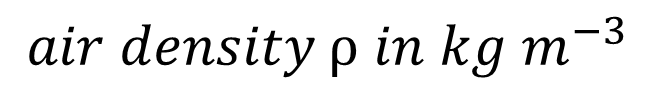 air density ρ in kg m⁻³